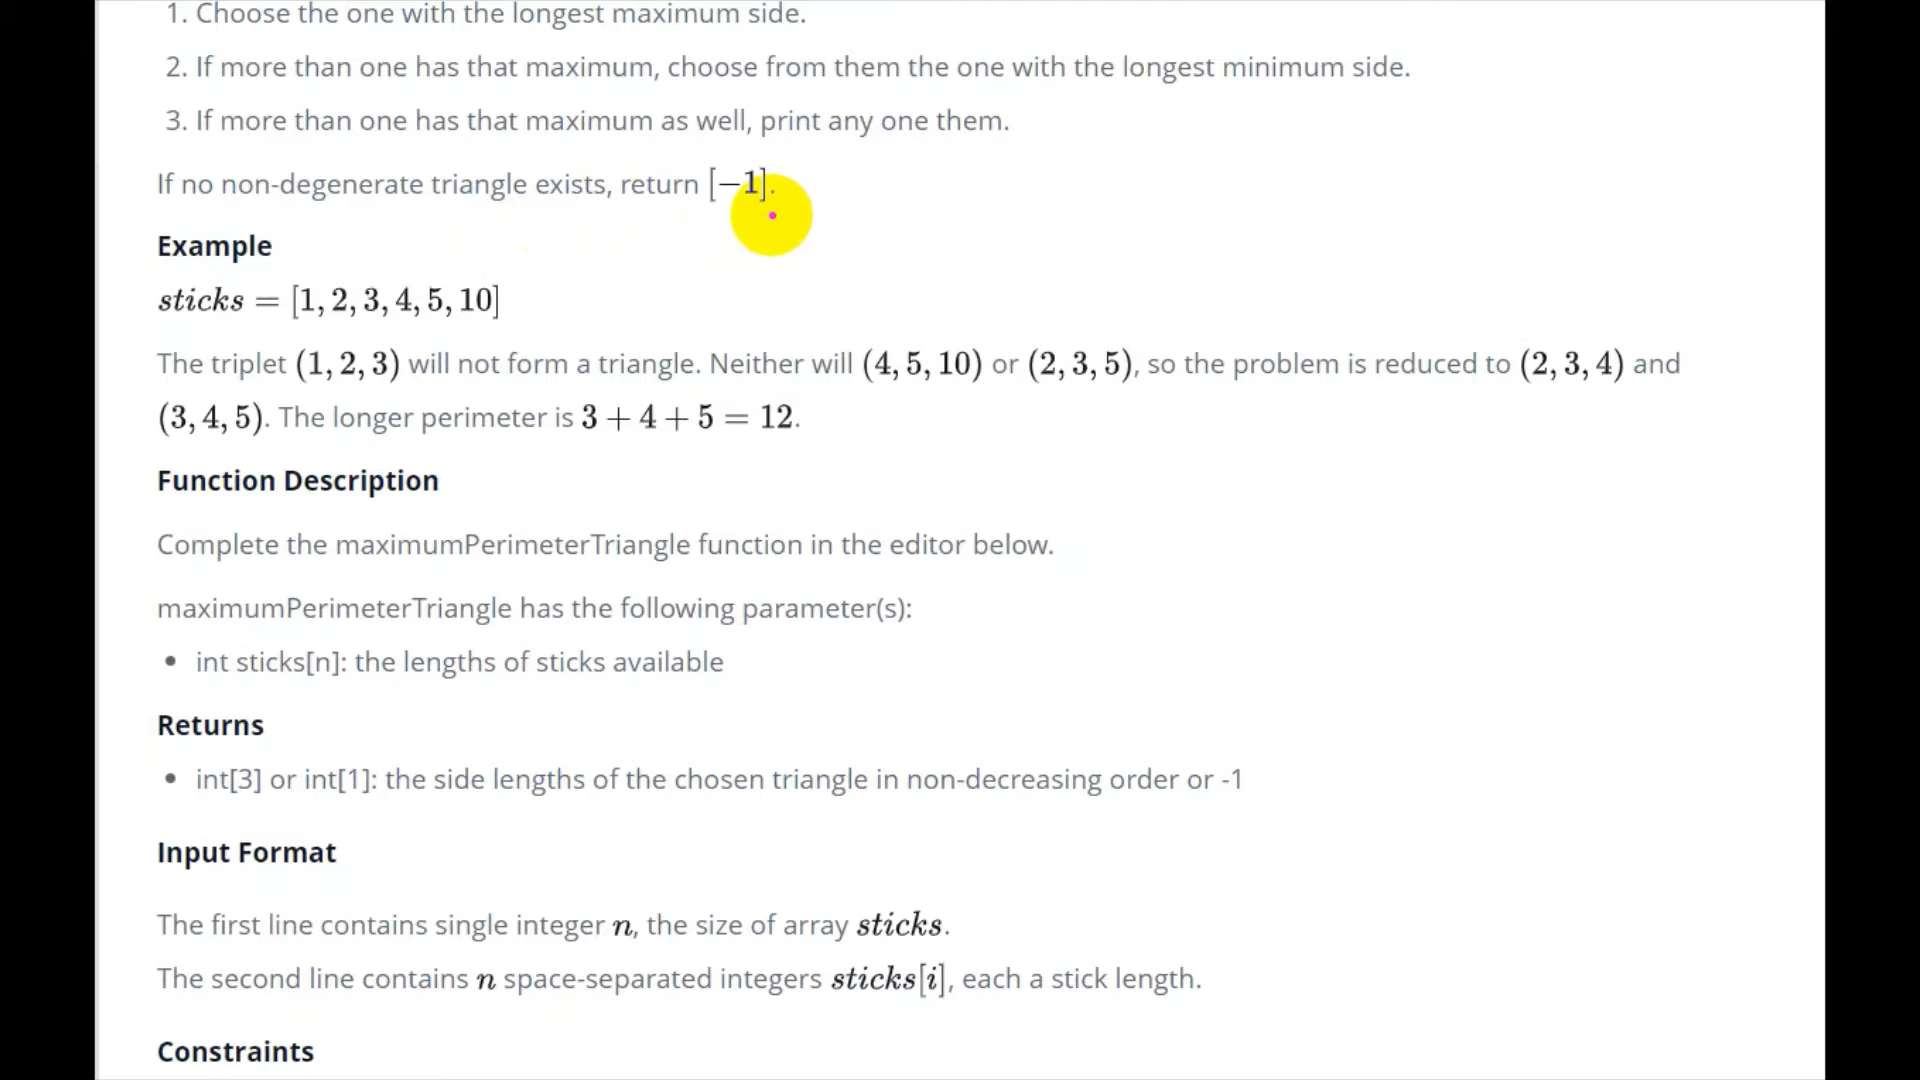 1. Choose the one with the longest maximum side.
2. If more than one has that maximum, choose from them the one with the longest minimum side.
3. If more than one has that maximum as well, print any one them.
If no non-degenerate triangle exists, return [−1].
Example
sticks = [1, 2, 3, 4, 5, 10]
The triplet (1, 2, 3) will not form a triangle. Neither will (4, 5, 10) or (2, 3, 5), so the problem is reduced to (2, 3, 4) and
(3, 4, 5). The longer perimeter is 3 + 4 + 5 = 12.
Function Description
Complete the maximumPerimeterTriangle function in the editor below.
maximumPerimeterTriangle has the following parameter(s):
• int sticks[n]: the lengths of sticks available
Returns
• int[3] or int[1]: the side lengths of the chosen triangle in non-decreasing order or -1
Input Format
The first line contains single integer n, the size of array sticks.
The second line contains n space-separated integers sticks[i], each a stick length.
Constraints